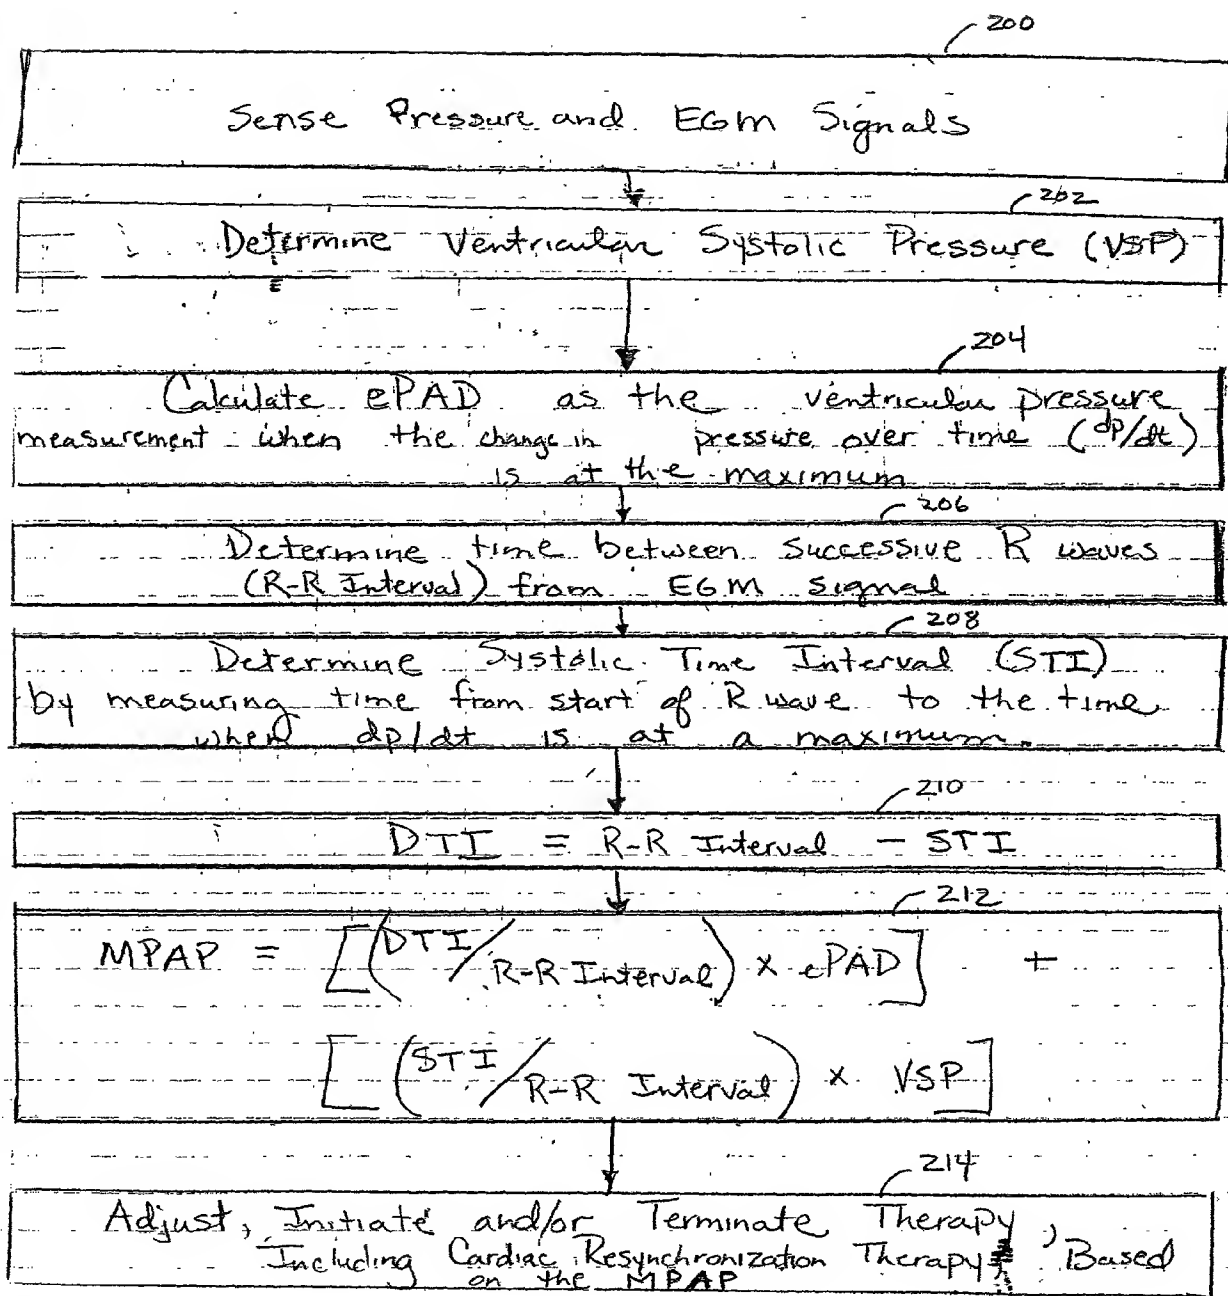 200
Sense Pressure and EGM Signals
202
Determine Ventricular Systolic Pressure (VSP)
204
Calculate ePAD as the ventricular pressure
measurement when the change in pressure over time (dp/dt)
is at the maximum
206
Determine time between successive R waves
(R-R Interval) from EGM signal
208
Determine Systolic Time Interval (STI)
by measuring time from start of R wave to the time
when dp/dt is at a maximum.
210
DTI = R-R Interval - STI
212
MPAP = [(DTI/R-R Interval) x ePAD] +
[(STI/R-R Interval) x VSP]
214
Adjust, Initiate and/or Terminate Therapy,
Including Cardiac Resynchronization Therapy, Based
on the MPAP